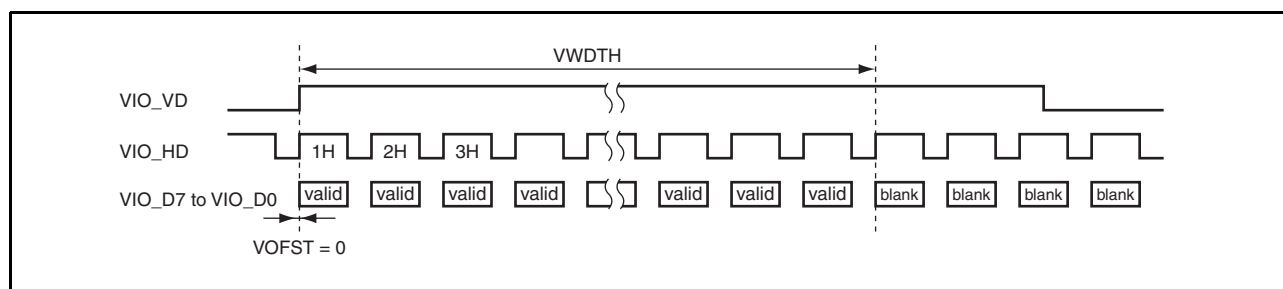 VWDTH
VIO_VD
VIO_HD 1H 2H 3H
VIO_D7 to VIO_D0 valid valid valid valid valid valid valid blank blank blank blank
VOFST = 0